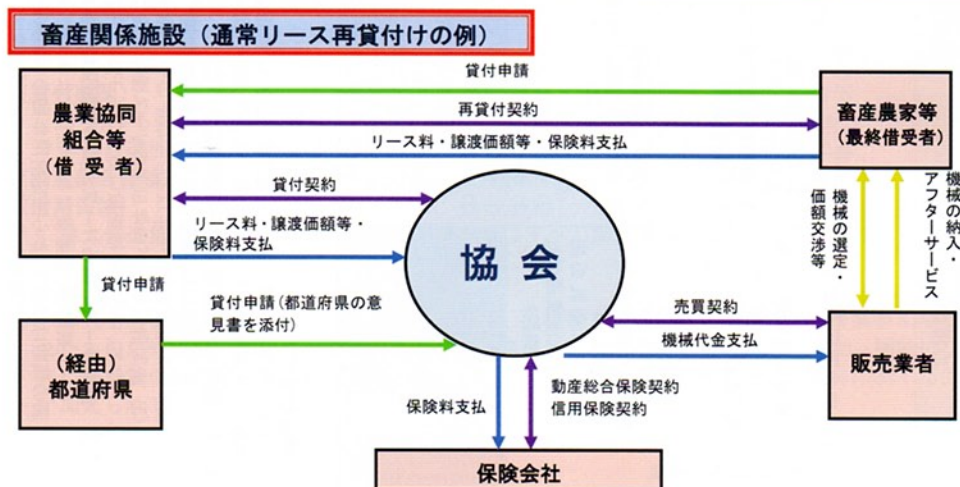 畜産関係施設（通常リース再貸付けの例）
貸付申請
農業協同
組合等
（借 受 者）
再貸付契約
畜産農家等
（最終借受者）
リース料・譲渡価額等・保険料支払
貸付契約
リース料・譲渡価額等・
保険料支払
協 会
機械の選定・
価額交渉等
機械の納入・
アフターサービス
貸付申請
貸付申請（都道府県の意
見書を添付）
売買契約
機械代金支払
（経由）
都道府県
販売業者
保険料支払
動産総合保険契約
信用保険契約
保険会社